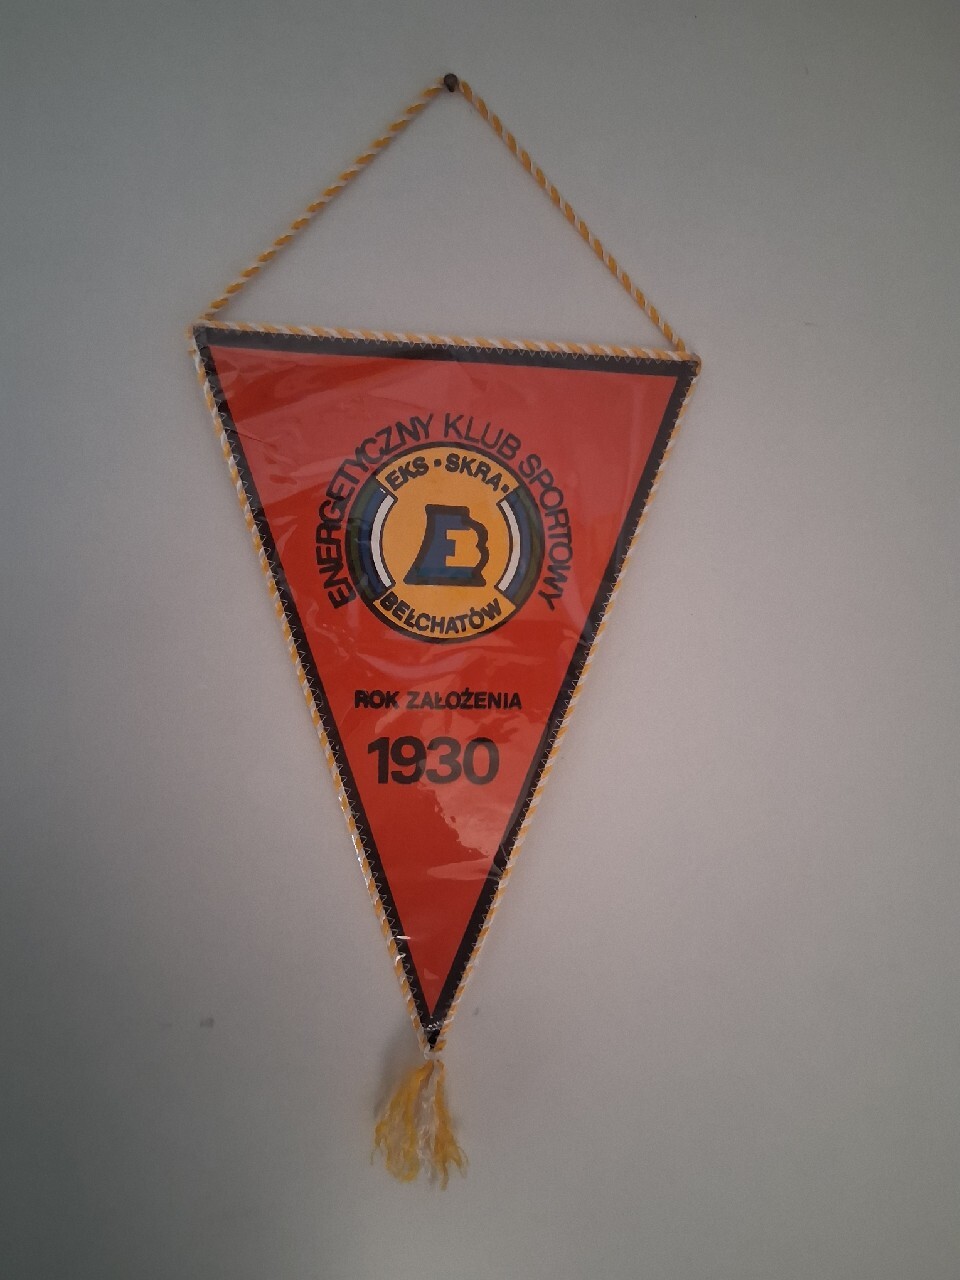 ENERGETYCZNY KLUB SPORTOWY
EKS • SKRA •
B
BEŁCHATÓW
ROK ZAŁOŻENIA
1930